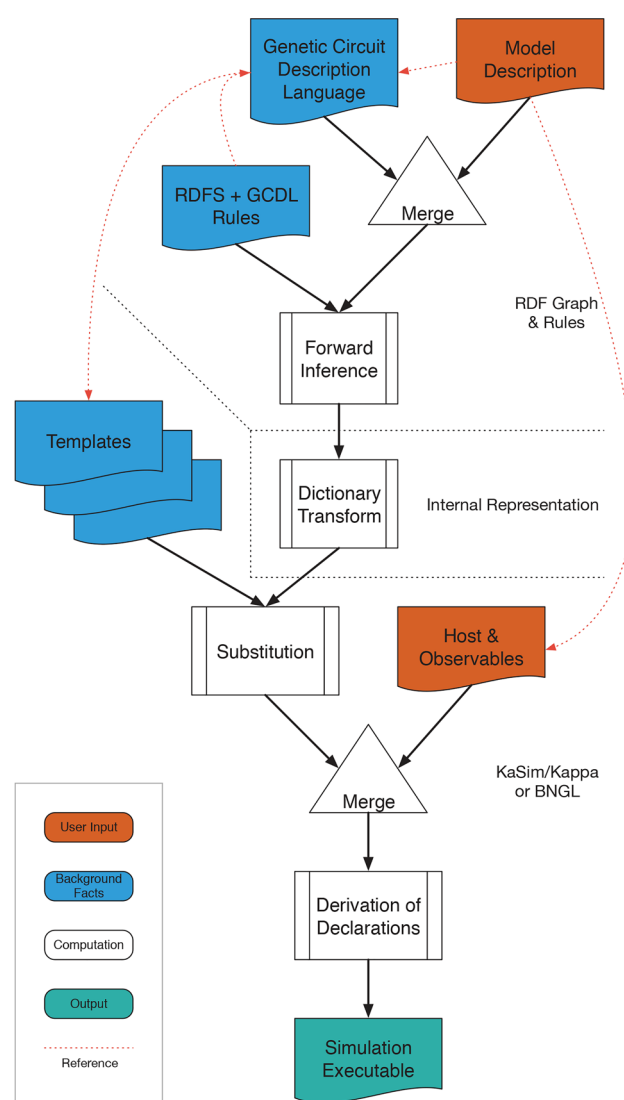 Genetic Circuit
Description
Language
Model
Description
RDFS + GCDL
Rules
Merge
RDF Graph
& Rules
Forward
Inference
Templates
Dictionary
Transform
Internal Representation
Substitution
Host &
Observables
KaSim/Kappa
or BNGL
Merge
User Input
Background
Facts
Computation
Output
Reference
Derivation of
Declarations
Simulation
Executable